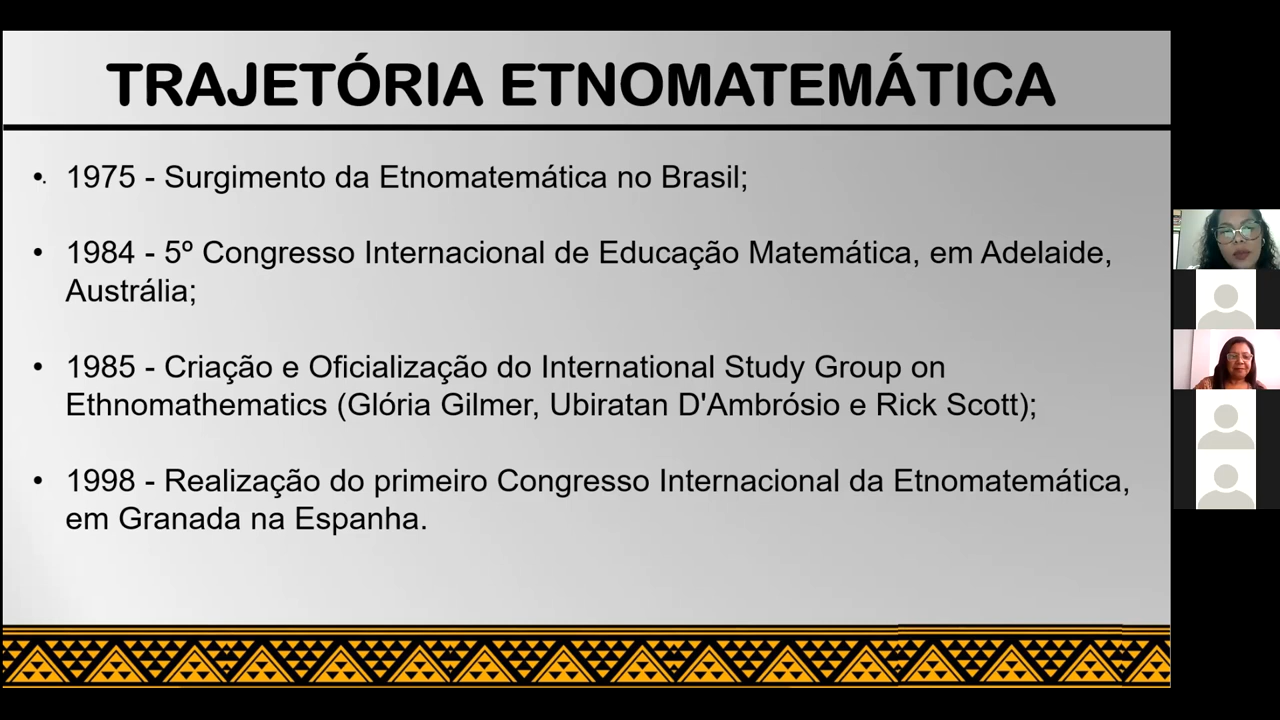 TRAJETÓRIA ETNOMATEMÁTICA
• 1975 - Surgimento da Etnomatemática no Brasil;
• 1984 - 5º Congresso Internacional de Educação Matemática, em Adelaide,
Austrália;
• 1985 - Criação e Oficialização do International Study Group on
Ethnomathematics (Glória Gilmer, Ubiratan D'Ambrósio e Rick Scott);
• 1998 - Realização do primeiro Congresso Internacional da Etnomatemática,
em Granada na Espanha.